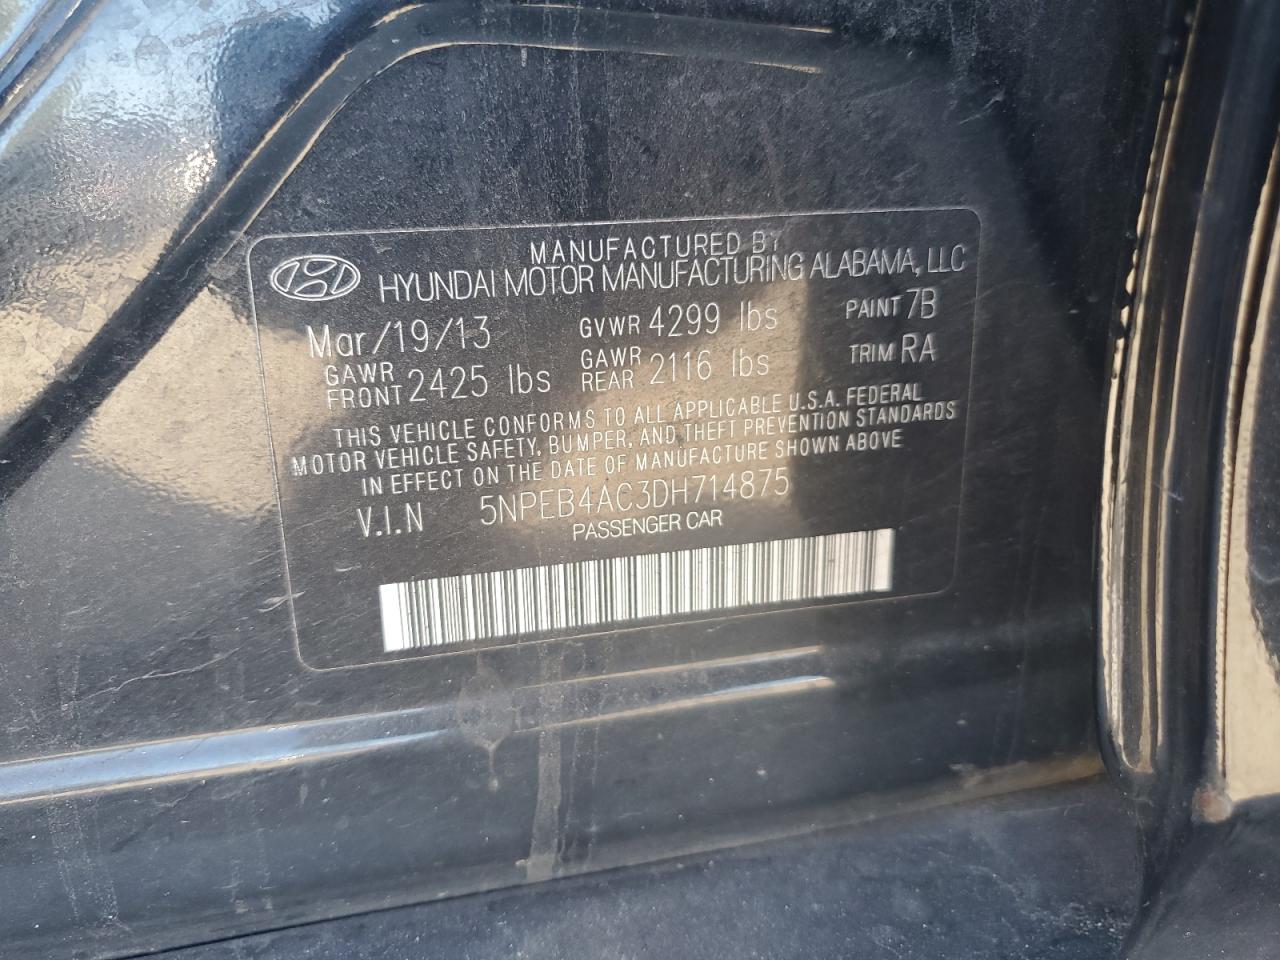 MANUFACTURED BY
HYUNDAI MOTOR MANUFACTURING ALABAMA, LLC
Mar/19/13 GVWR 4299 lbs PAINT 7B
GAWR FRONT 2425 lbs GAWR REAR 2116 lbs TRIM RA
THIS VEHICLE CONFORMS TO ALL APPLICABLE U.S.A. FEDERAL
MOTOR VEHICLE SAFETY, BUMPER, AND THEFT PREVENTION STANDARDS
IN EFFECT ON THE DATE OF MANUFACTURE SHOWN ABOVE
V.I.N 5NPEB4AC3DH714875
PASSENGER CAR